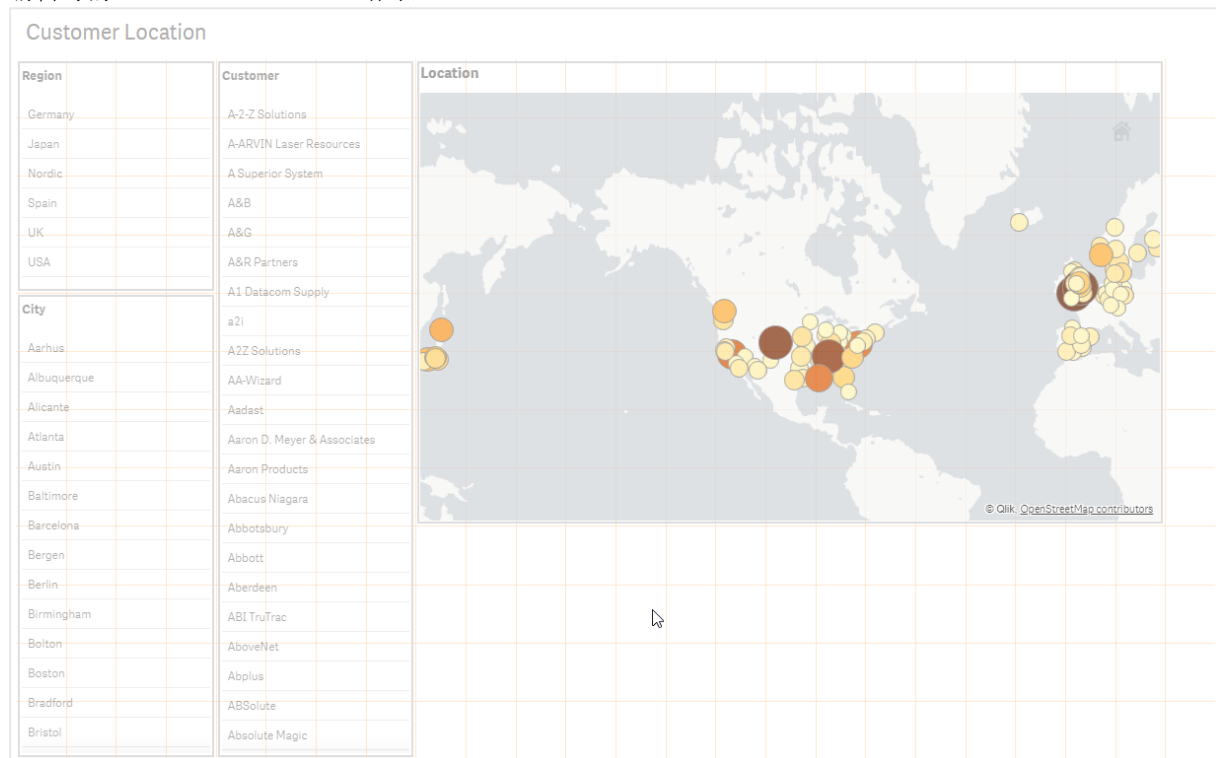 Customer Location
Region
Germany
Japan
Nordic
Spain
UK
USA
City
Aarhus
Albuquerque
Alicante
Atlanta
Austin
Baltimore
Barcelona
Bergen
Berlin
Birmingham
Bolton
Boston
Bradford
Bristol
Customer
A-2-Z Solutions
A-ARVIN Laser Resources
A Superior System
A&B
A&G
A&R Partners
A1 Datacom Supply
a2i
A2Z Solutions
AA-Wizard
Aadast
Aaron D. Meyer & Associates
Aaron Products
Abacus Niagara
Abbotsbury
Abbott
Aberdeen
ABI TruTrac
AboveNet
Abplus
ABSolute
Absolute Magic
Location
© Qlik, OpenStreetMap contributors